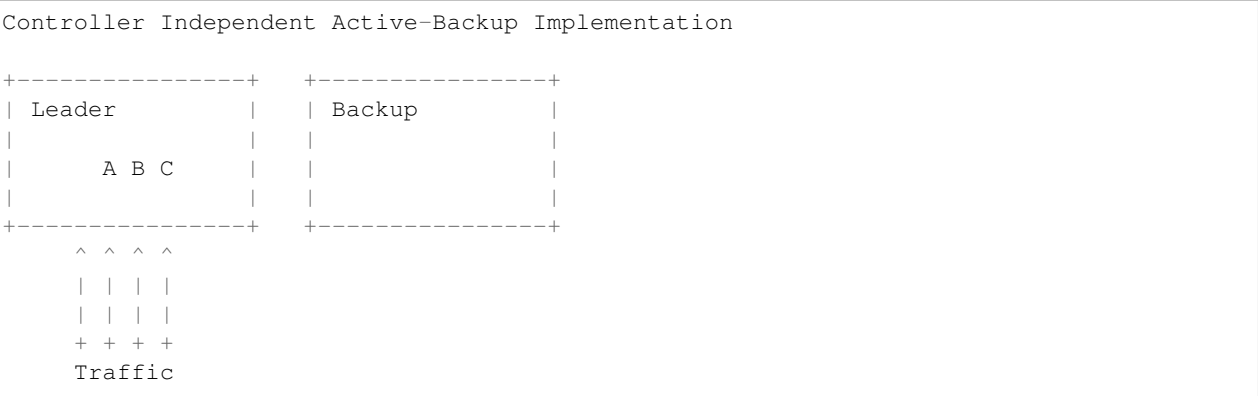 Controller Independent Active-Backup Implementation
+----------------+   +----------------+
| Leader         |   | Backup         |
|                |   |                |
|      A B C     |   |                |
|                |   |                |
+----------------+   +----------------+
     ^ ^ ^ ^
     | | | |
     | | | |
     + + + +
     Traffic